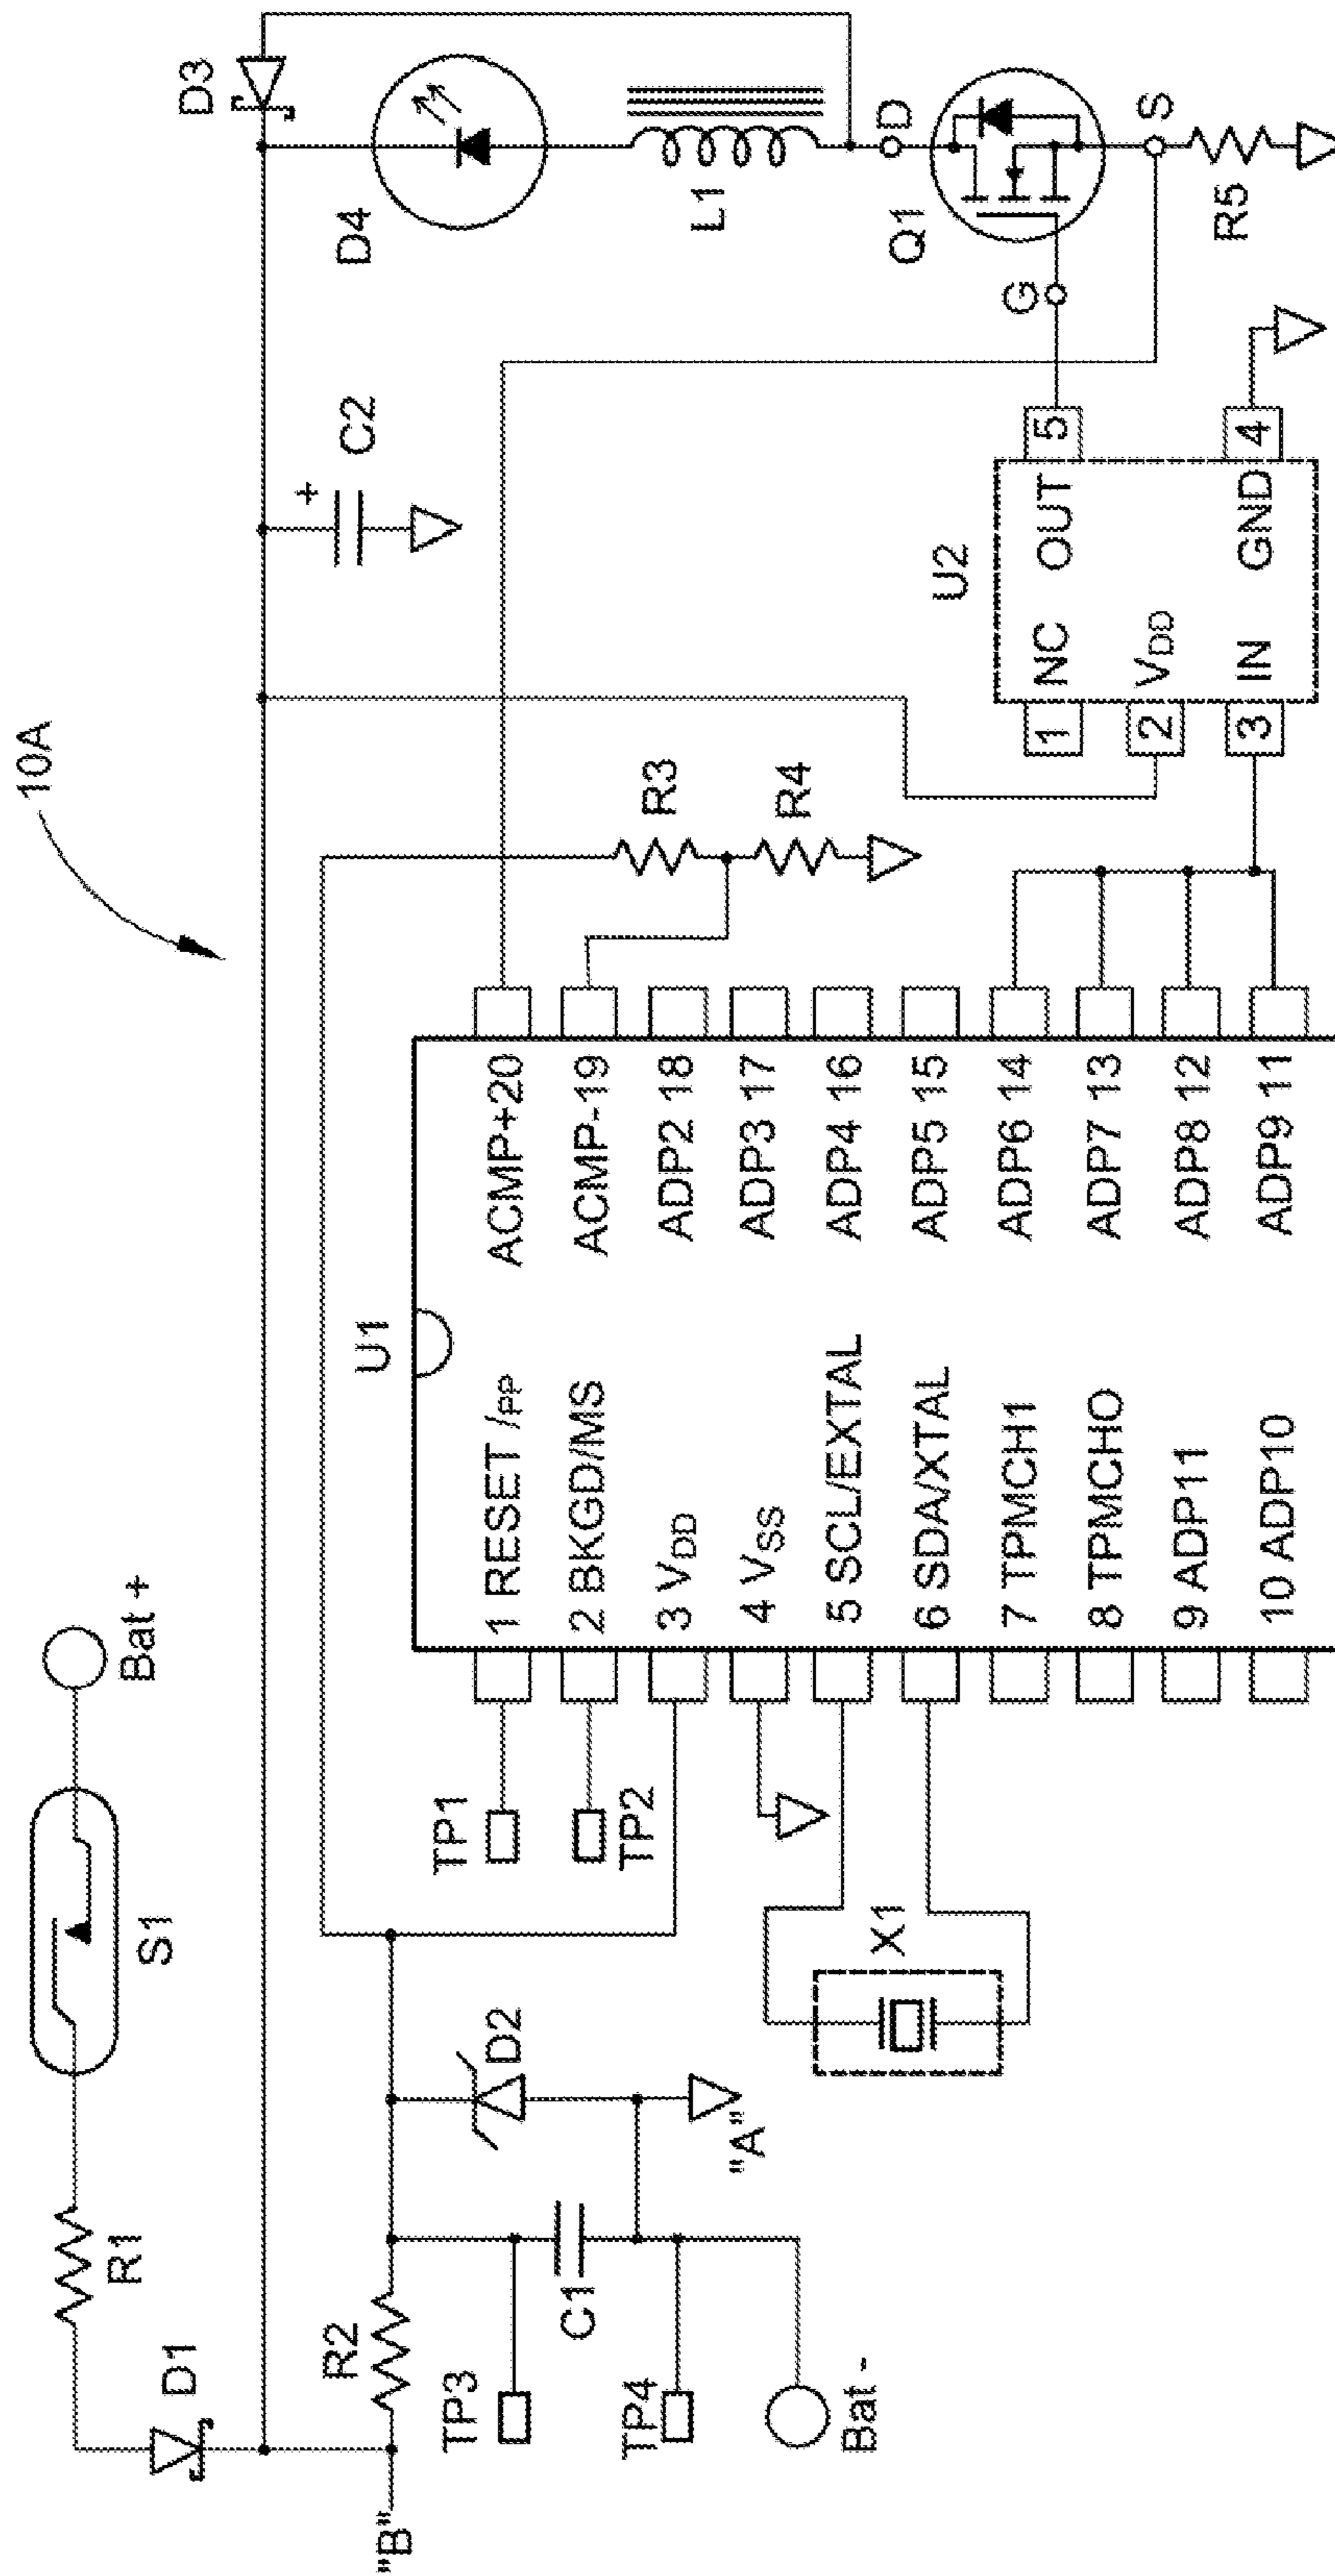 10A
Bat +
S1
R1
D1
"B"
R2
TP3
C1
TP4
Bat -
D2
"A"
TP1
TP2
X1
U1
1 RESET /PP
2 BKGD/MS
3 VDD
4 VSS
5 SCL/EXTAL
6 SDA/XTAL
7 TPMCH1
8 TPMCHO
9 ADP11
10 ADP10
ACMP+20
ACMP-19
ADP2 18
ADP3 17
ADP4 16
ADP5 15
ADP6 14
ADP7 13
ADP8 12
ADP9 11
R3
R4
C2
+
U2
1 NC
2 VDD
3 IN
OUT 5
GND 4
D3
D4
L1
D
Q1
G
S
R5